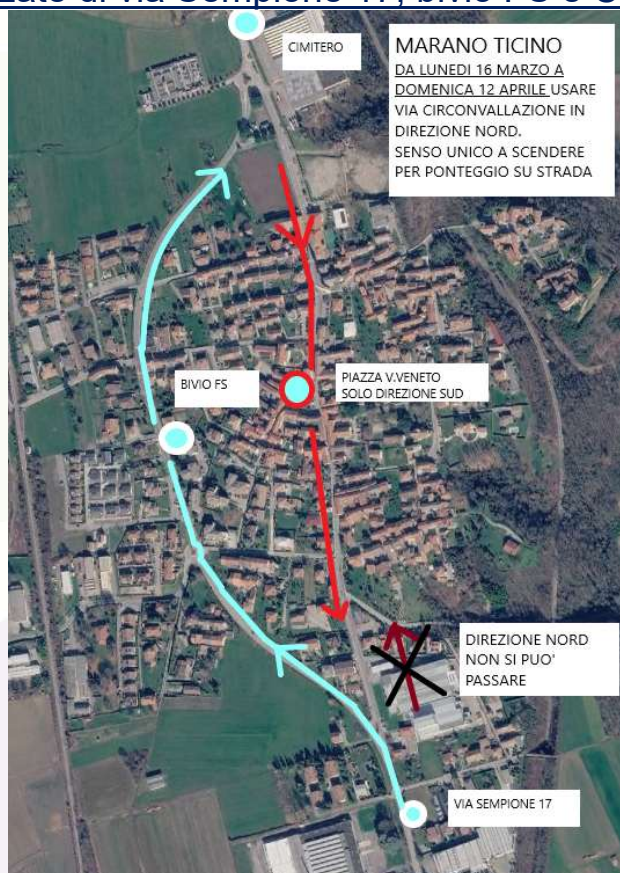 CIMITERO
MARANO TICINO
DA LUNEDI 16 MARZO A
DOMENICA 12 APRILE USARE
VIA CIRCONVALLAZIONE IN
DIREZIONE NORD.
SENSO UNICO A SCENDERE
PER PONTEGGIO SU STRADA
BIVIO FS
PIAZZA V.VENETO
SOLO DIREZIONE SUD
DIREZIONE NORD
NON SI PUO'
PASSARE
VIA SEMPIONE 17